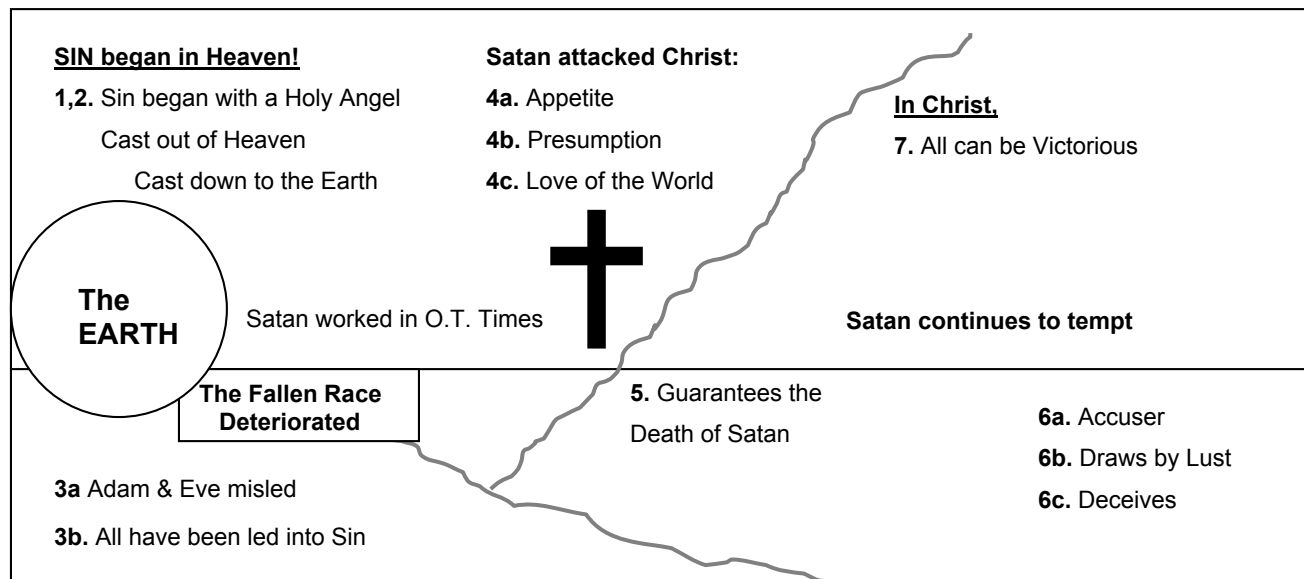 SIN began in Heaven!
1,2. Sin began with a Holy Angel
Cast out of Heaven
Cast down to the Earth
Satan attacked Christ:
4a. Appetite
4b. Presumption
4c. Love of the World
In Christ,
7. All can be Victorious
The
EARTH
Satan worked in O.T. Times
Satan continues to tempt
The Fallen Race
Deteriorated
3a Adam & Eve misled
3b. All have been led into Sin
5. Guarantees the
Death of Satan
6a. Accuser
6b. Draws by Lust
6c. Deceives